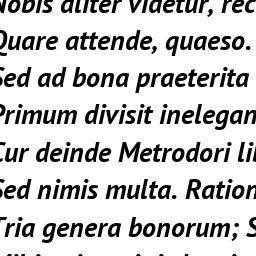 Nobis aliter videtur, rec
Quare attende, quaeso.
Sed ad bona praeterita
Primum divisit inelegan
Cur deinde Metrodori lil
Sed nimis multa. Ration
Tria genera bonorum; S